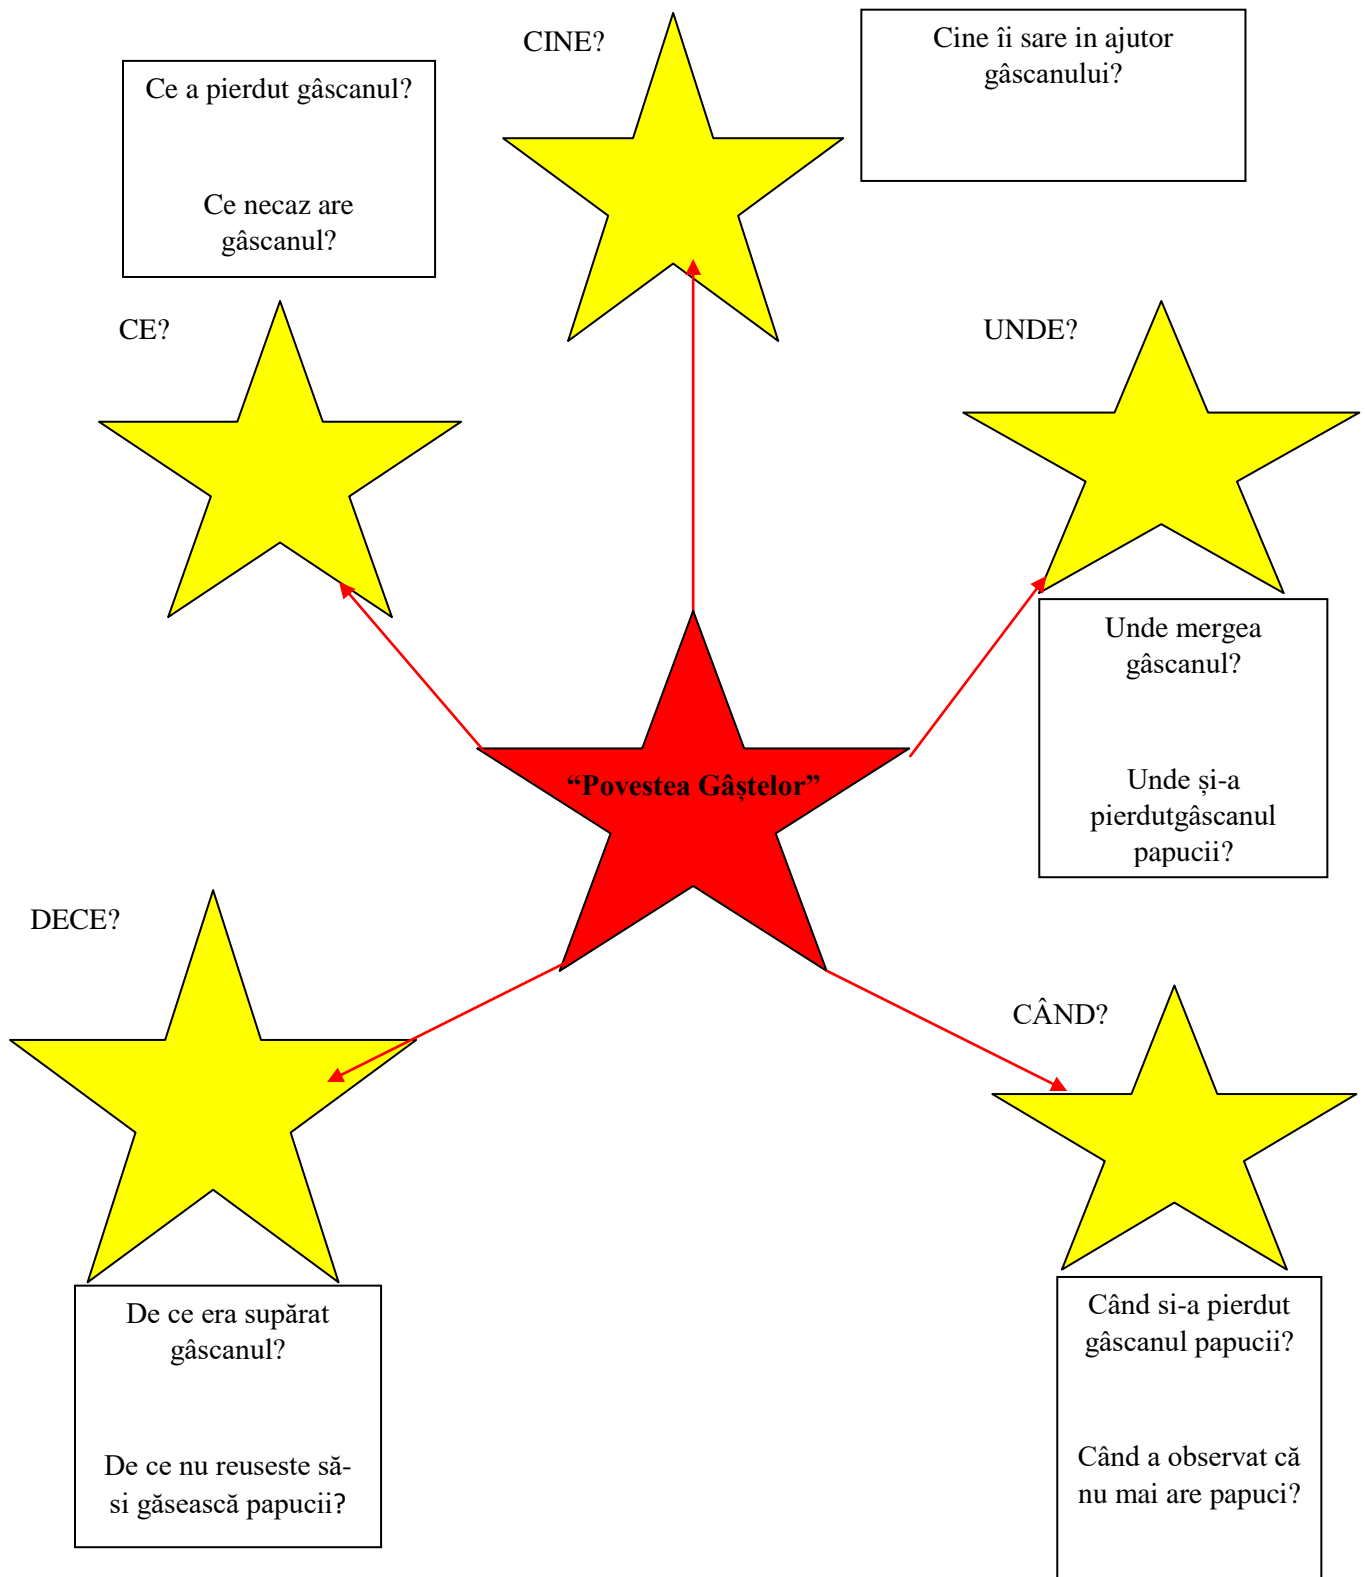 CINE?
Cine îi sare in ajutor
gâscanului?
Ce a pierdut gâscanul?
Ce necaz are
gâscanul?
CE?
UNDE?
Unde mergea
gâscanul?
Unde și-a
pierdutgâscanul
papucii?
“Povestea Gâștelor”
DECE?
CÂND?
De ce era supărat
gâscanul?
De ce nu reuseste să-
si găsească papucii?
Când si-a pierdut
gâscanul papucii?
Când a observat că
nu mai are papuci?